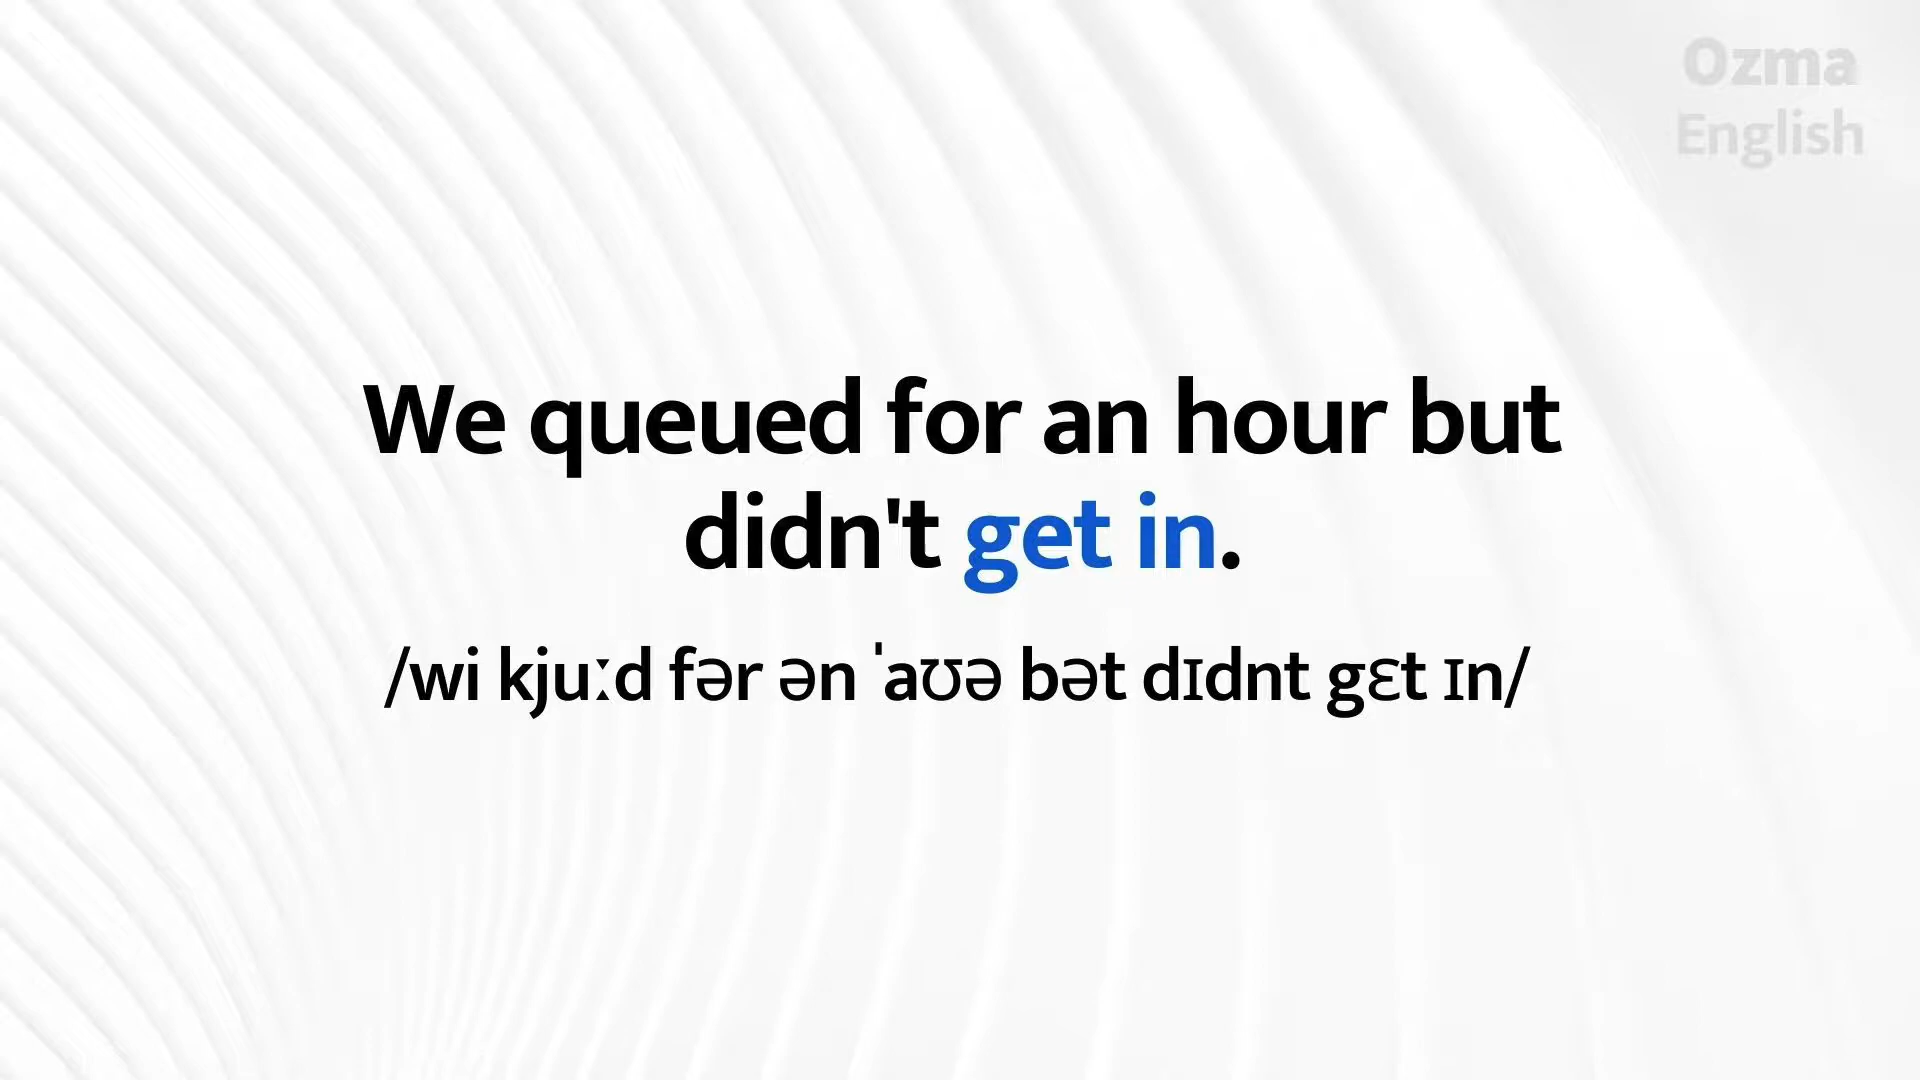 Ozma
English
We queued for an hour but
didn't get in.
/wi kjuːd fər ən ˈaʊə bət dɪdnt gɛt ɪn/